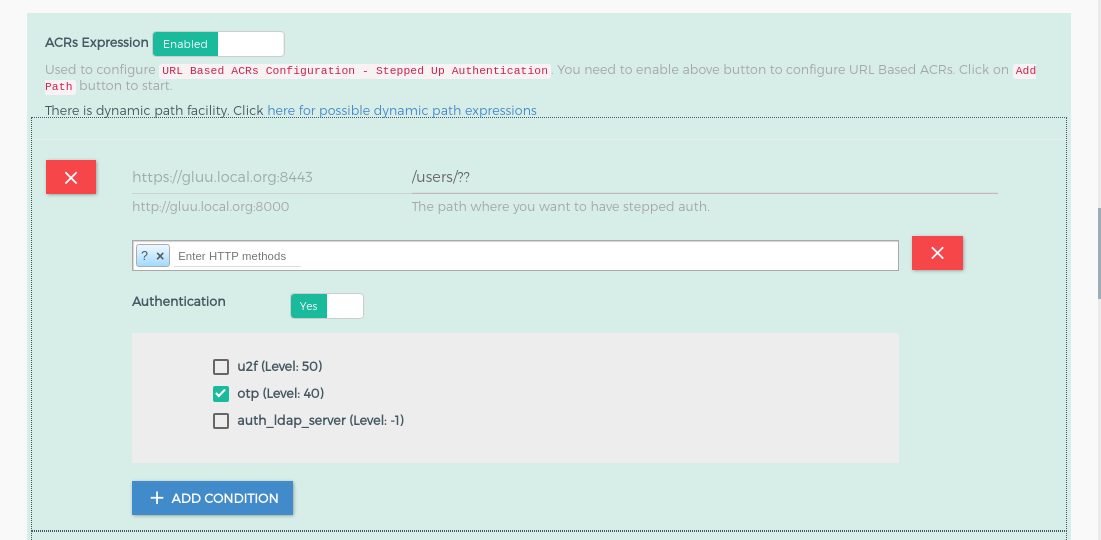 ACRs Expression Enabled
Used to configure URL Based ACRs Configuration - Stepped Up Authentication. You need to enable above button to configure URL Based ACRs. Click on Add
Path button to start.
There is dynamic path facility. Click here for possible dynamic path expressions
https://gluu.local.org:8443 /users/??
http://gluu.local.org:8000 The path where you want to have stepped auth.
? × Enter HTTP methods
Authentication Yes
u2f (Level: 50)
otp (Level: 40)
auth_ldap_server (Level: -1)
+ ADD CONDITION